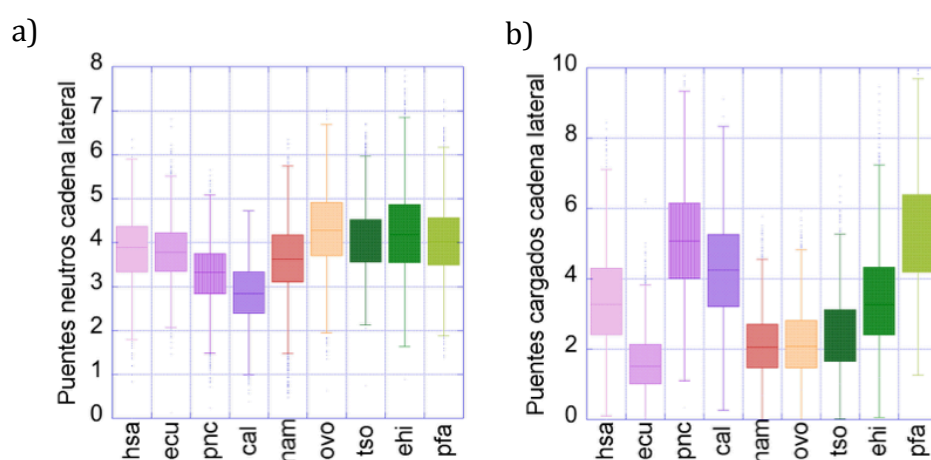 a)
Puentes neutros cadena lateral
8
7
6
5
4
3
2
1
0
hsa
ecu
pnc
cal
nam
ovo
tso
ehi
pfa
b)
Puentes cargados cadena lateral
10
8
6
4
2
0
hsa
ecu
pnc
cal
nam
ovo
tso
ehi
pfa